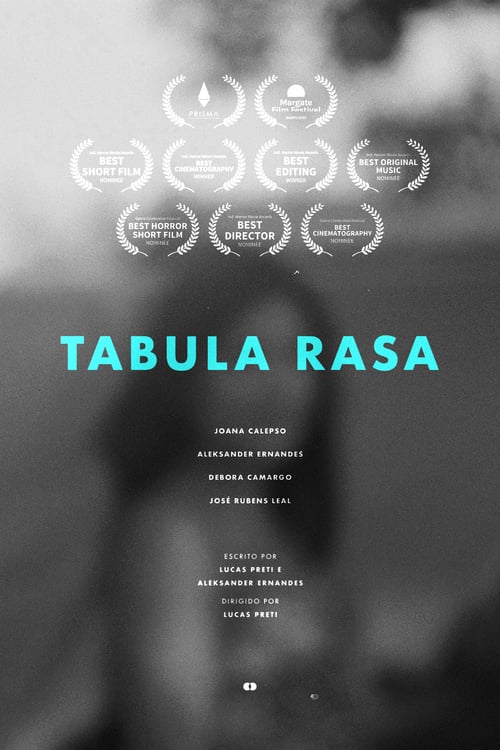 PRISMA
Margate
Film Festival
BEST
SHORT FILM
NOMINEE
BEST
CINEMATOGRAPHY
WINNER
BEST
EDITING
WINNER
BEST ORIGINAL
MUSIC
NOMINEE
BEST HORROR
SHORT FILM
NOMINEE
BEST
DIRECTOR
NOMINEE
BEST
CINEMATOGRAPHY
NOMINEE
TABULA RASA
JOANA CALEPSO
ALEKSANDER ERNANDES
DEBORA CAMARGO
JOSÉ RUBENS LEAL
ESCRITO POR
LUCAS PRETI E
ALEKSANDER ERNANDES
DIRIGIDO POR
LUCAS PRETI